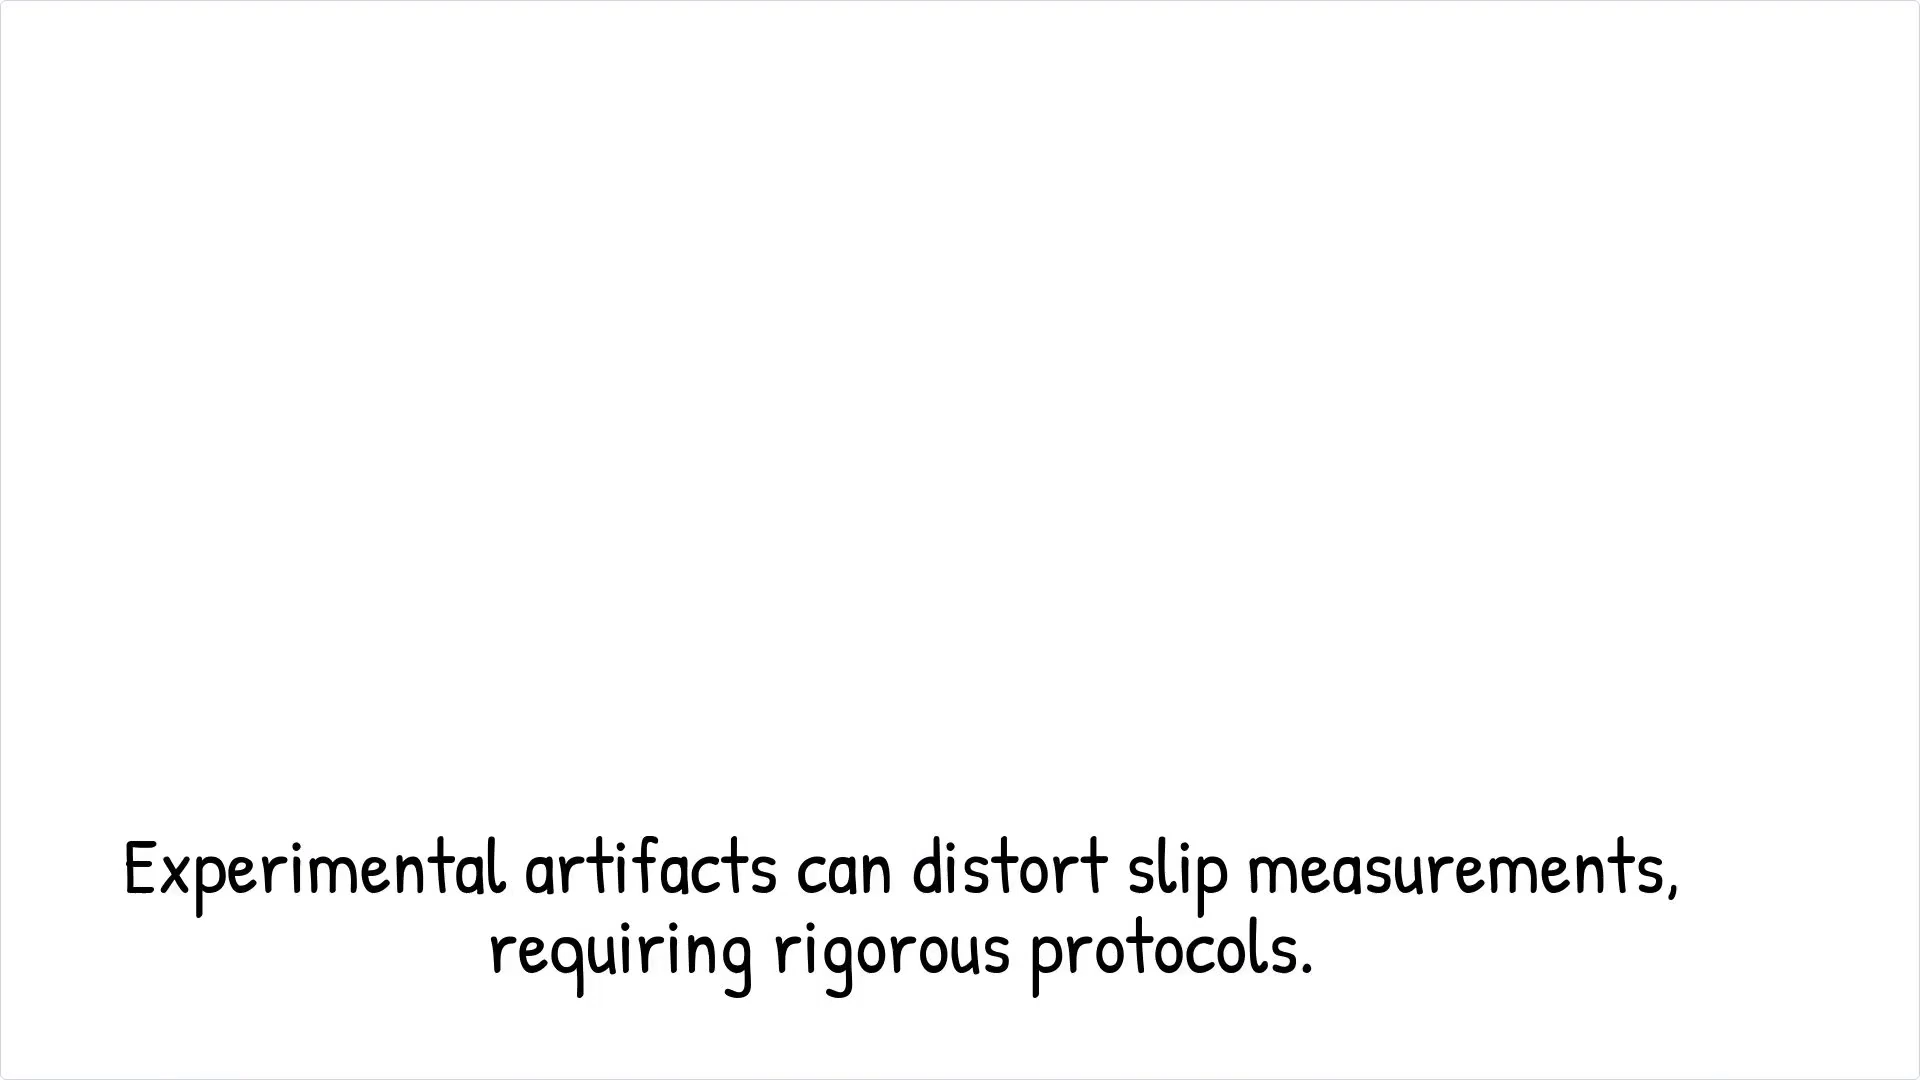 Experimental artifacts can distort slip measurements,
requiring rigorous protocols.